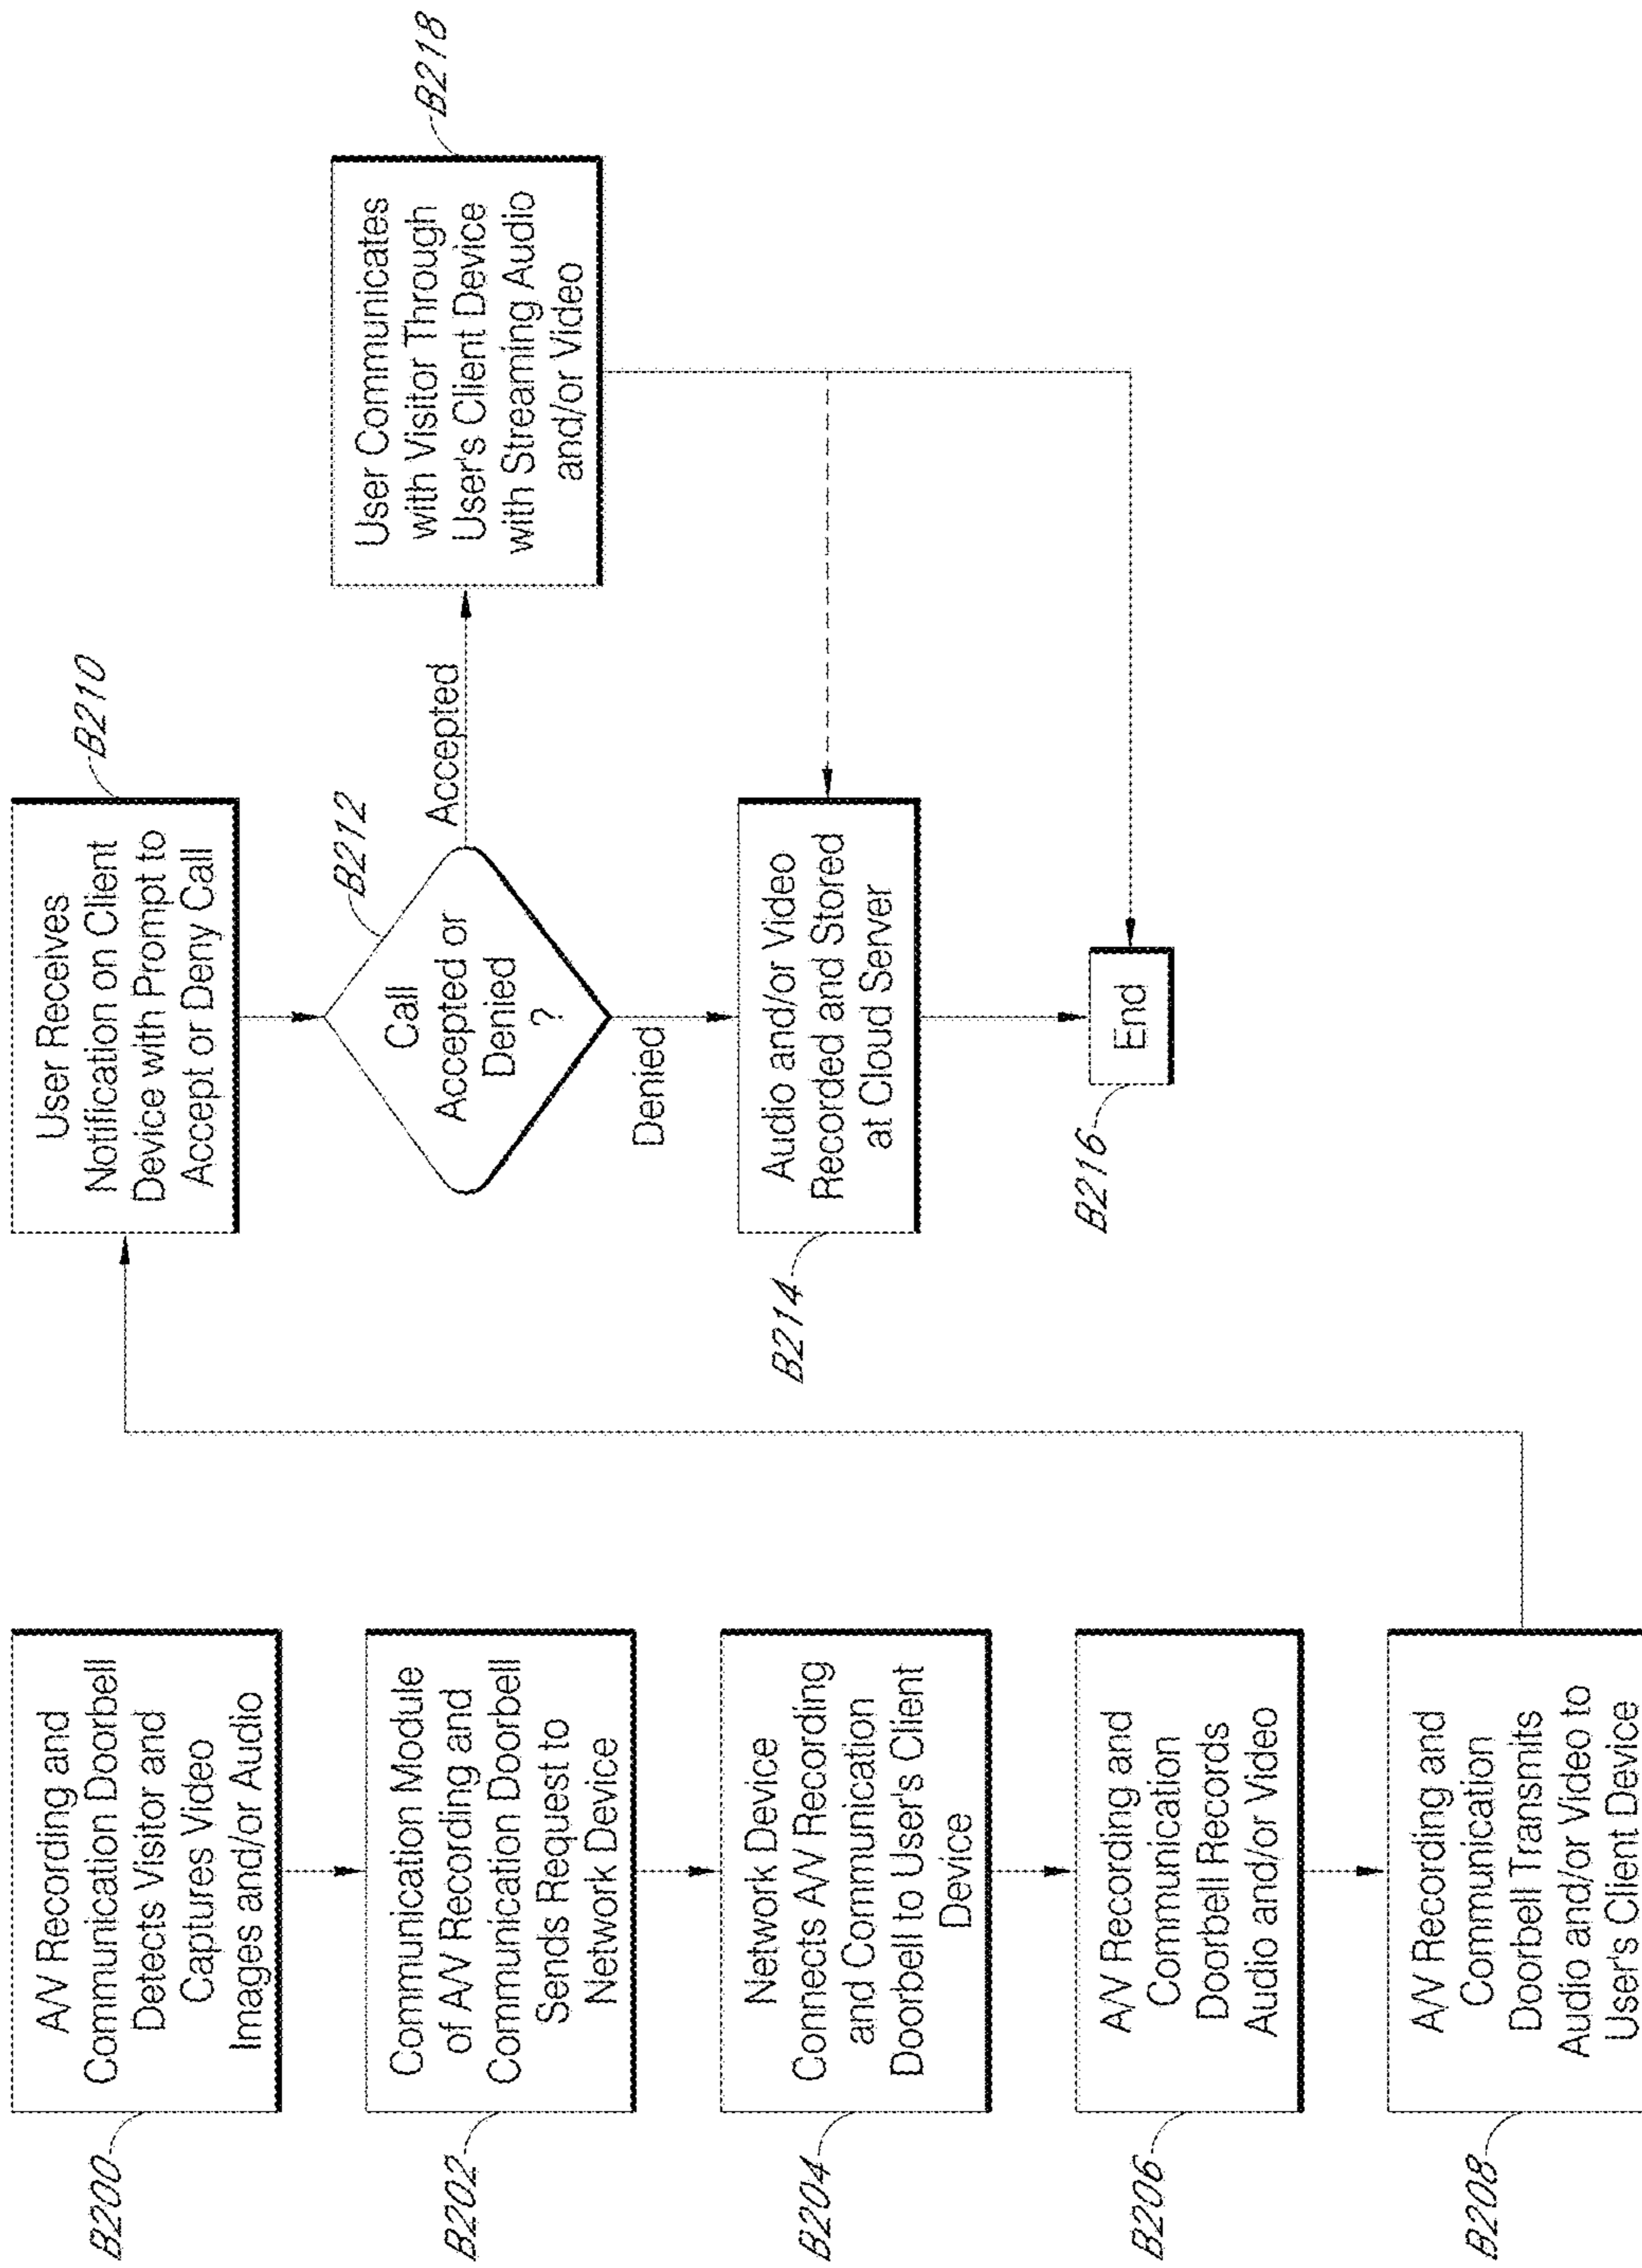 B200
A/V Recording and
Communication Doorbell
Detects Visitor and
Captures Video
Images and/or Audio
B202
Communication Module
of A/V Recording and
Communication Doorbell
Sends Request to
Network Device
B204
Network Device
Connects A/V Recording
and Communication
Doorbell to User's Client
Device
B206
A/V Recording and
Communication
Doorbell Records
Audio and/or Video
B208
A/V Recording and
Communication
Doorbell Transmits
Audio and/or Video to
User's Client Device
B210
User Receives
Notification on Client
Device with Prompt to
Accept or Deny Call
B212
Call
Accepted or
Denied
?
Accepted
Denied
B218
User Communicates
with Visitor Through
User's Client Device
with Streaming Audio
and/or Video
B214
Audio and/or Video
Recorded and Stored
at Cloud Server
B216
End